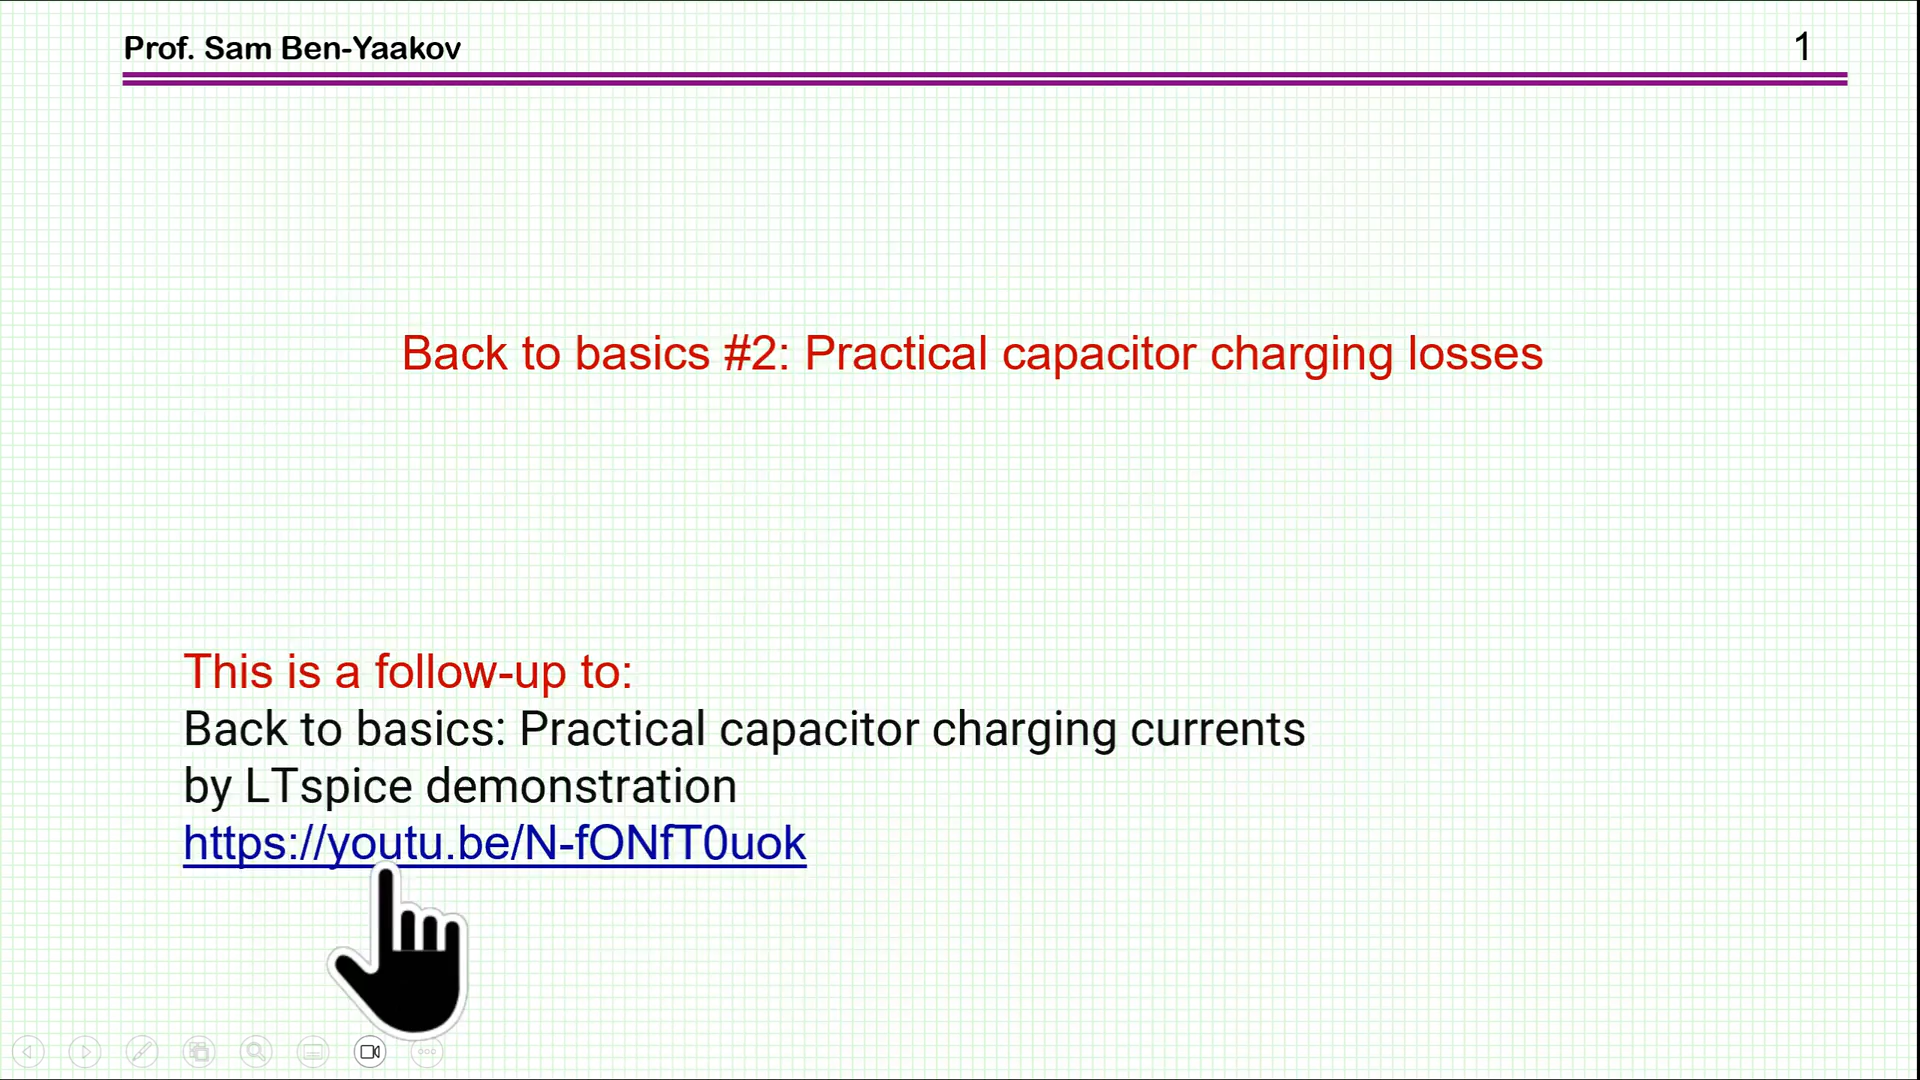 Prof. Sam Ben-Yaakov
1
Back to basics #2: Practical capacitor charging losses
This is a follow-up to:
Back to basics: Practical capacitor charging currents
by LTspice demonstration
https://youtu.be/N-fONfT0uok